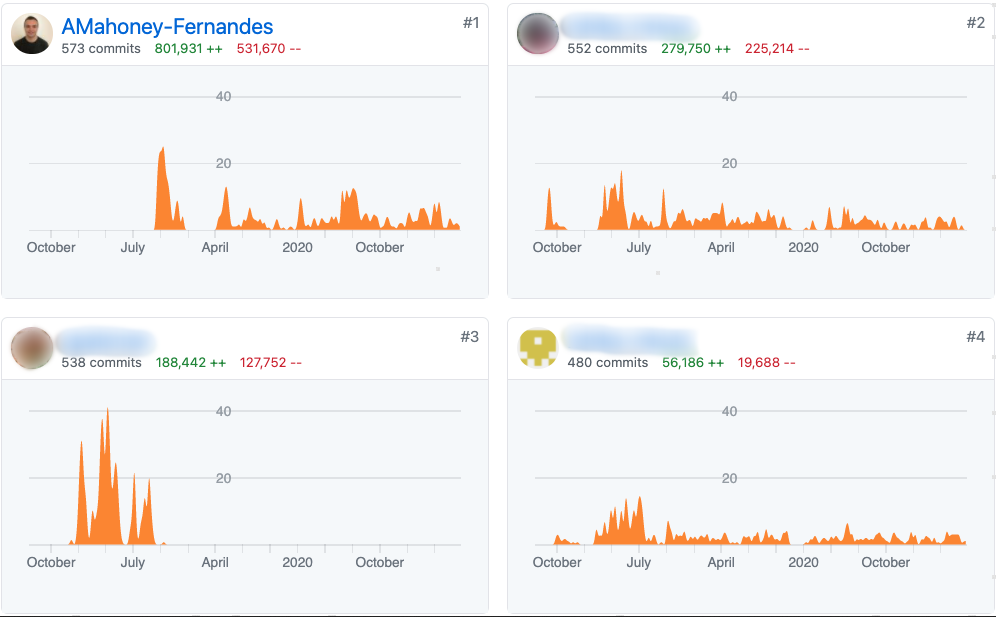 AMahoney-Fernandes #1
573 commits 801,931 ++ 531,670 --
40
20
October July April 2020 October
#2
552 commits 279,750 ++ 225,214 --
40
20
October July April 2020 October
#3
538 commits 188,442 ++ 127,752 --
40
20
October July April 2020 October
#4
480 commits 56,186 ++ 19,688 --
40
20
October July April 2020 October